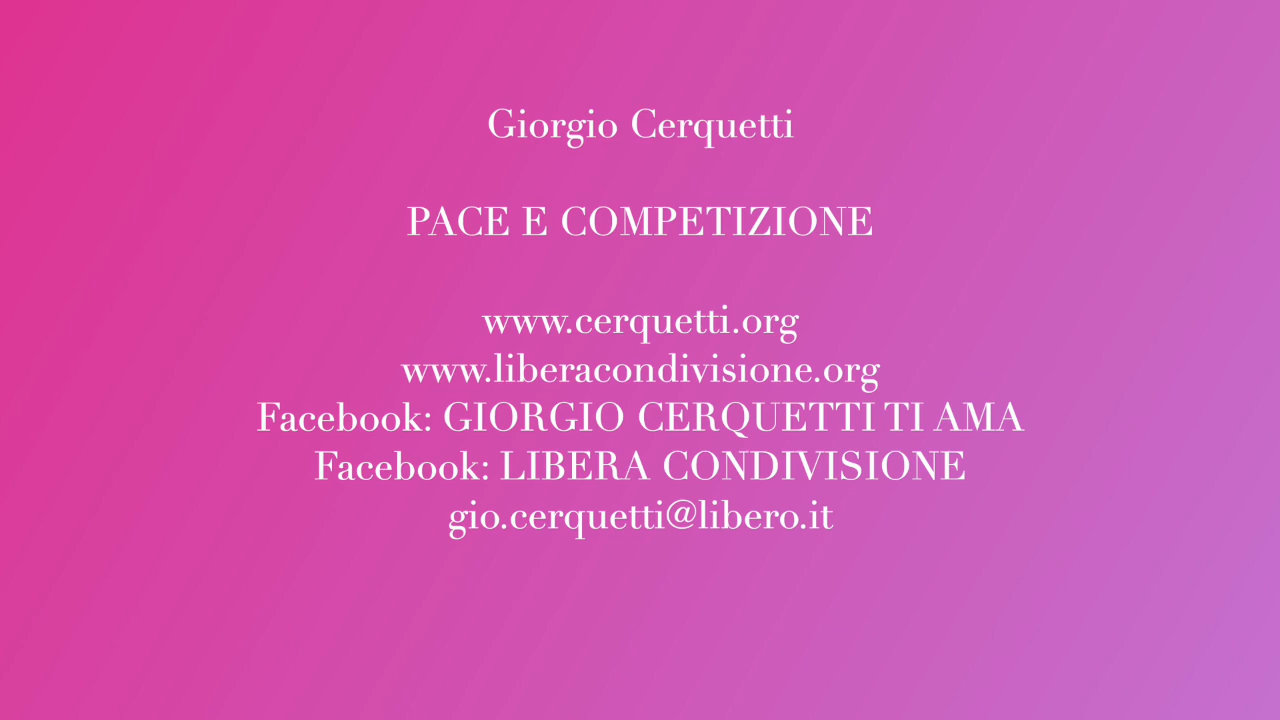 Giorgio Cerquetti
PACE E COMPETIZIONE
www.cerquetti.org
www.liberacondivisione.org
Facebook: GIORGIO CERQUETTI TI AMA
Facebook: LIBERA CONDIVISIONE
gio.cerquetti@libero.it